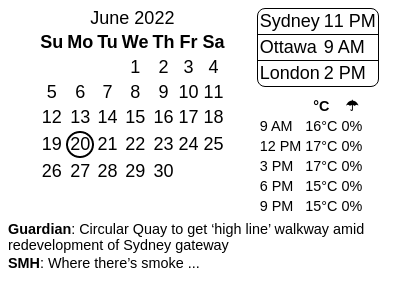 June 2022
Su Mo Tu We Th Fr Sa
1 2 3 4
5 6 7 8 9 10 11
12 13 14 15 16 17 18
19 20 21 22 23 24 25
26 27 28 29 30
Sydney 11 PM
Ottawa 9 AM
London 2 PM
°C ☂
9 AM 16°C 0%
12 PM 17°C 0%
3 PM 17°C 0%
6 PM 15°C 0%
9 PM 15°C 0%
Guardian: Circular Quay to get ‘high line’ walkway amid
redevelopment of Sydney gateway
SMH: Where there’s smoke ...